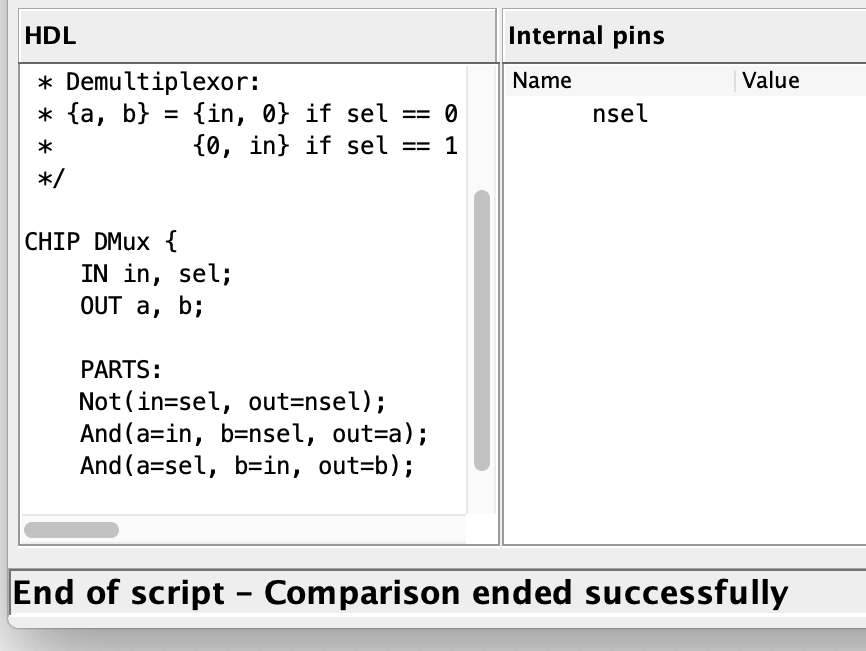 HDL
 * Demultiplexor:
 * {a, b} = {in, 0} if sel == 0
 *          {0, in} if sel == 1
 */
CHIP DMux {
    IN in, sel;
    OUT a, b;
    PARTS:
    Not(in=sel, out=nsel);
    And(a=in, b=nsel, out=a);
    And(a=sel, b=in, out=b);
Internal pins
Name Value
nsel
End of script – Comparison ended successfully